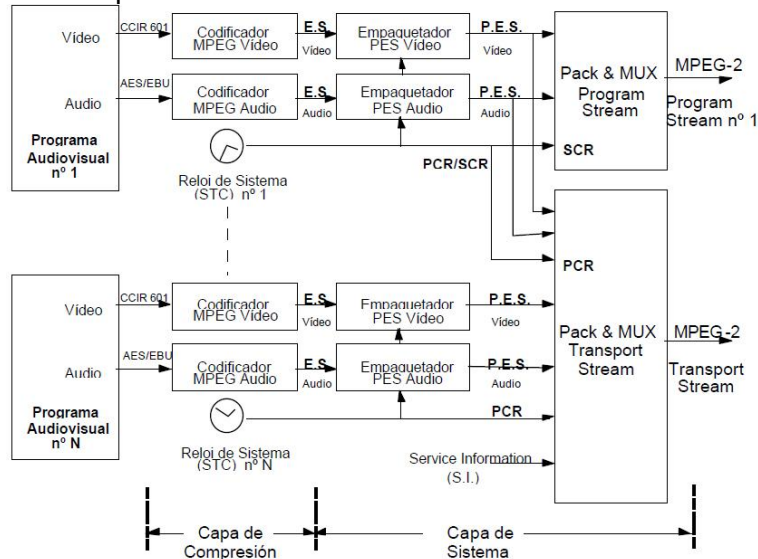 Vídeo
CCIR 601
Codificador
MPEG Vídeo
E.S
Vídeo
Empaquetador
PES Vídeo
P.E.S.
Vídeo
Audio
AES/EBU
Codificador
MPEG Audio
E.S
Audio
Empaquetador
PES Audio
P.E.S.
Audio
Pack & MUX
Program
Stream
MPEG-2
Program
Stream nº 1
Programa
Audiovisual
nº 1
SCR
PCR/SCR
Reloj de Sistema
(STC) nº 1
PCR
Vídeo
CCIR 601
Codificador
MPEG Vídeo
E.S
Vídeo
Empaquetador
PES Vídeo
P.E.S.
Vídeo
Audio
AES/EBU
Codificador
MPEG Audio
E.S
Audio
Empaquetador
PES Audio
P.E.S.
Audio
Pack & MUX
Transport
Stream
MPEG-2
Transport
Stream
Programa
Audiovisual
nº N
PCR
Reloj de Sistema
(STC) nº N
Service Information
(S.I.)
Capa de
Compresión
Capa de
Sistema